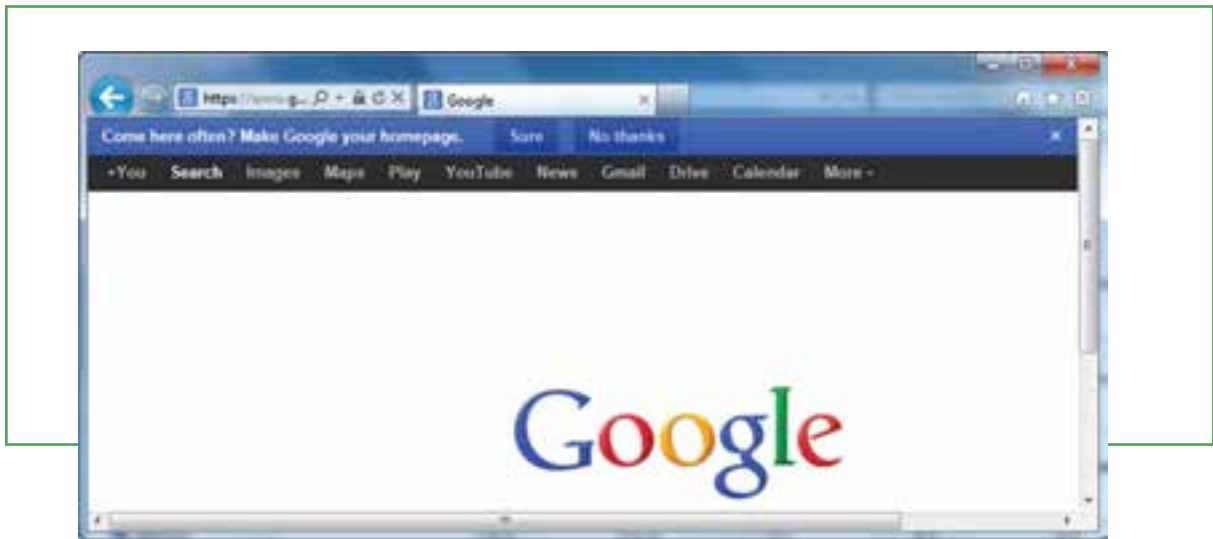 https://www.g...
Google
Come here often? Make Google your homepage. Sure No thanks
+You Search Images Maps Play YouTube News Gmail Drive Calendar More
Google